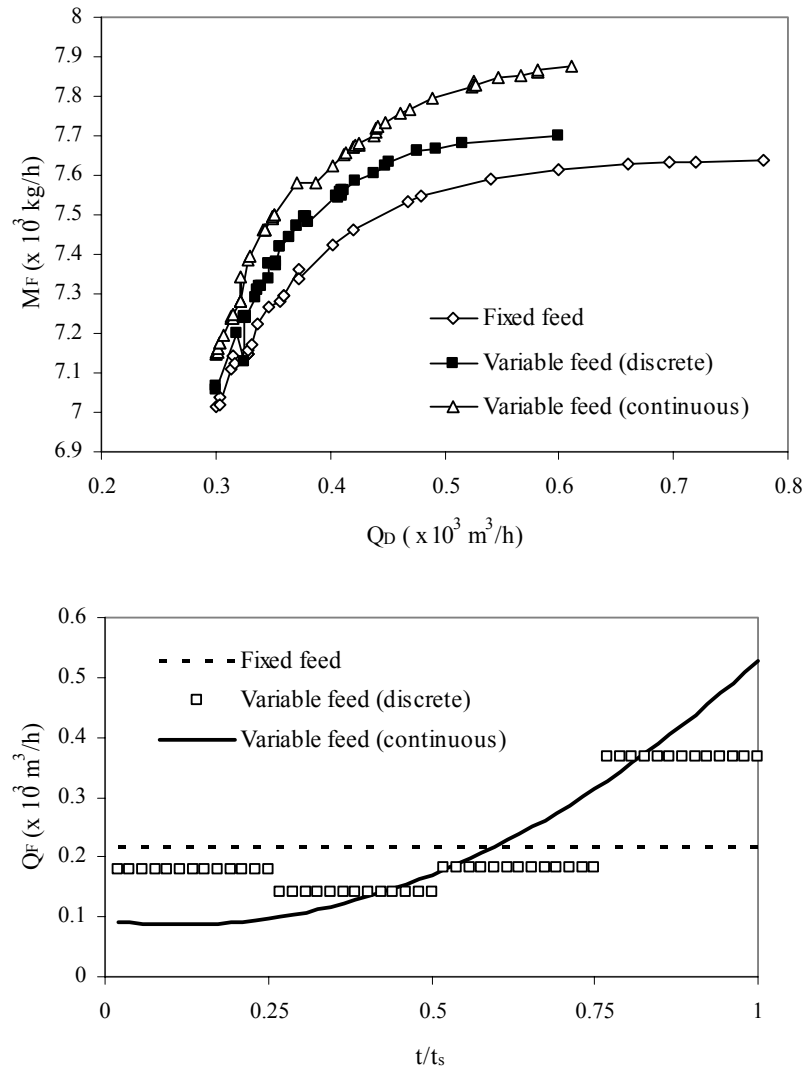 8
7.9
7.8
7.7
7.6
7.5
7.4
7.3
7.2
7.1
7
6.9
MF (x 10³ kg/h)
Fixed feed
Variable feed (discrete)
Variable feed (continuous)
0.2 0.3 0.4 0.5 0.6 0.7 0.8
QD ( x 10³ m³/h)
0.6
0.5
0.4
0.3
0.2
0.1
0
QF (x 10³ m³/h)
Fixed feed
Variable feed (discrete)
Variable feed (continuous)
0 0.25 0.5 0.75 1
t/ts